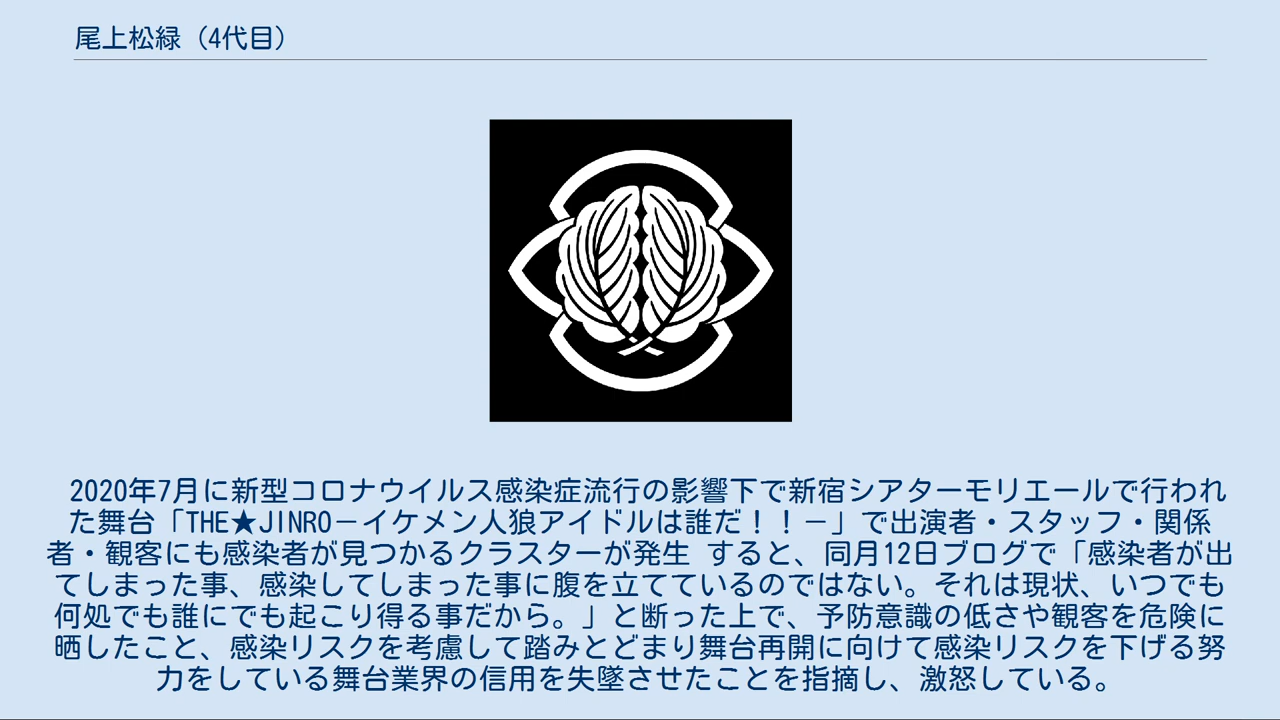 尾上松緑（4代目）
2020年7月に新型コロナウイルス感染症流行の影響下で新宿シアターモリエールで行われ
た舞台「THE★JINRO－イケメン人狼アイドルは誰だ！！－」で出演者・スタッフ・関係
者・観客にも感染者が見つかるクラスターが発生 すると、同月12日ブログで「感染者が出
てしまった事、感染してしまった事に腹を立てているのではない。それは現状、いつでも
何処でも誰にでも起こり得る事だから。」と断った上で、予防意識の低さや観客を危険に
晒したこと、感染リスクを考慮して踏みとどまり舞台再開に向けて感染リスクを下げる努
力をしている舞台業界の信用を失墜させたことを指摘し、激怒している。